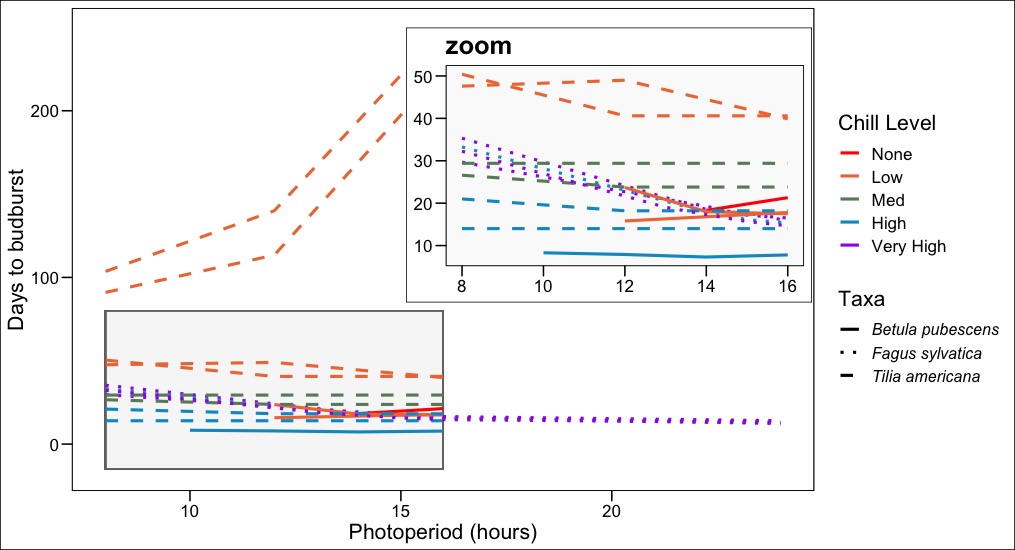 zoom
50
40
30
20
10
8 10 12 14 16
Days to budburst
200
100
0
10 15 20
Photoperiod (hours)
Chill Level
None
Low
Med
High
Very High
Taxa
Betula pubescens
Fagus sylvatica
Tilia americana